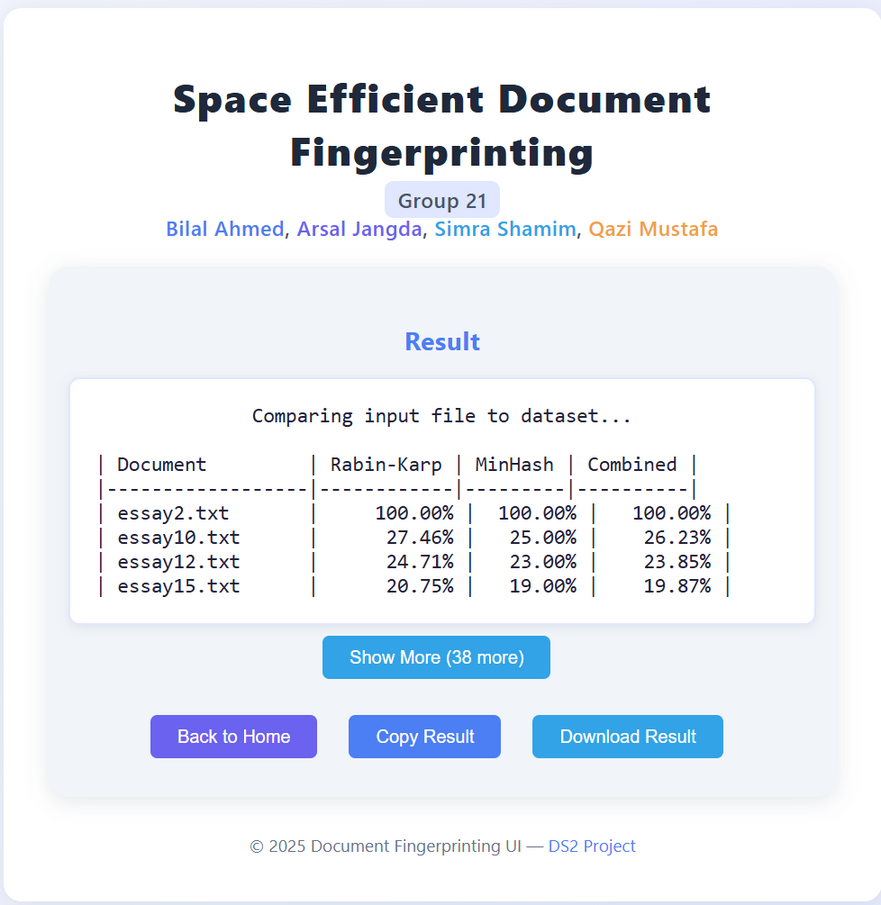 Space Efficient Document
Fingerprinting
Group 21
Bilal Ahmed, Arsal Jangda, Simra Shamim, Qazi Mustafa
Result
Comparing input file to dataset...
| Document         | Rabin-Karp | MinHash | Combined |
|------------------|------------|---------|----------|
| essay2.txt       |     100.00% |  100.00% |   100.00% |
| essay10.txt      |      27.46% |   25.00% |    26.23% |
| essay12.txt      |      24.71% |   23.00% |    23.85% |
| essay15.txt      |      20.75% |   19.00% |    19.87% |
Show More (38 more)
Back to Home
Copy Result
Download Result
© 2025 Document Fingerprinting UI — DS2 Project